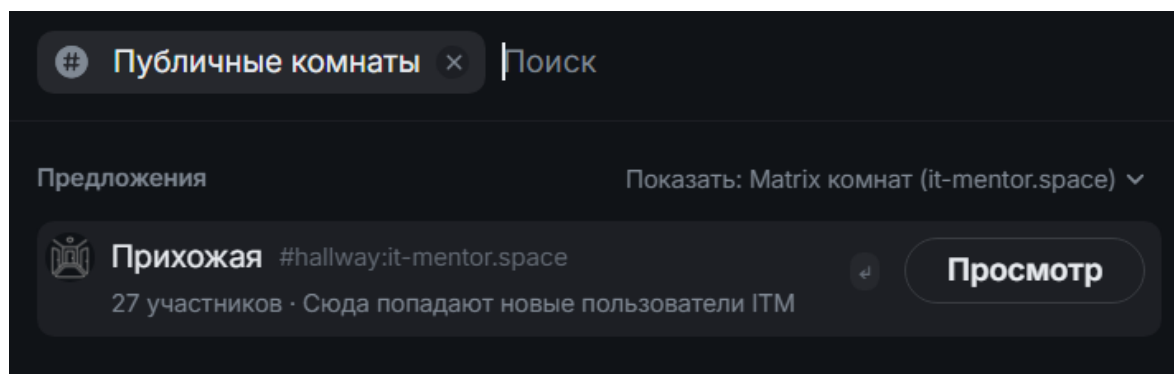 # Публичные комнаты × Поиск
Предложения Показать: Matrix комнат (it-mentor.space)
Прихожая #hallway:it-mentor.space
27 участников · Сюда попадают новые пользователи ITM
Просмотр